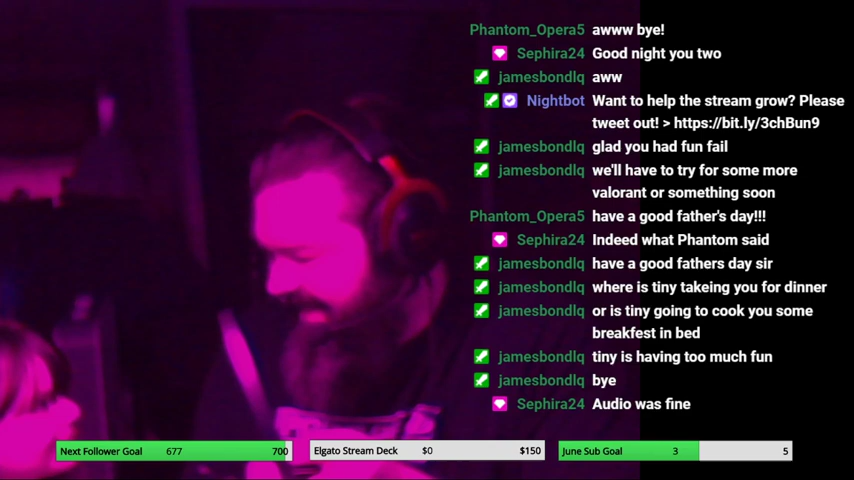 Phantom_Opera5 awww bye!
Sephira24 Good night you two
jamesbondlq aww
Nightbot Want to help the stream grow? Please
tweet out! > https://bit.ly/3chBun9
jamesbondlq glad you had fun fail
jamesbondlq we'll have to try for some more
valorant or something soon
Phantom_Opera5 have a good father's day!!!
Sephira24 Indeed what Phantom said
jamesbondlq have a good fathers day sir
jamesbondlq where is tiny takeing you for dinner
jamesbondlq or is tiny going to cook you some
breakfest in bed
jamesbondlq tiny is having too much fun
jamesbondlq bye
Sephira24 Audio was fine
Next Follower Goal 677 700 Elgato Stream Deck $0 $150 June Sub Goal 3 5